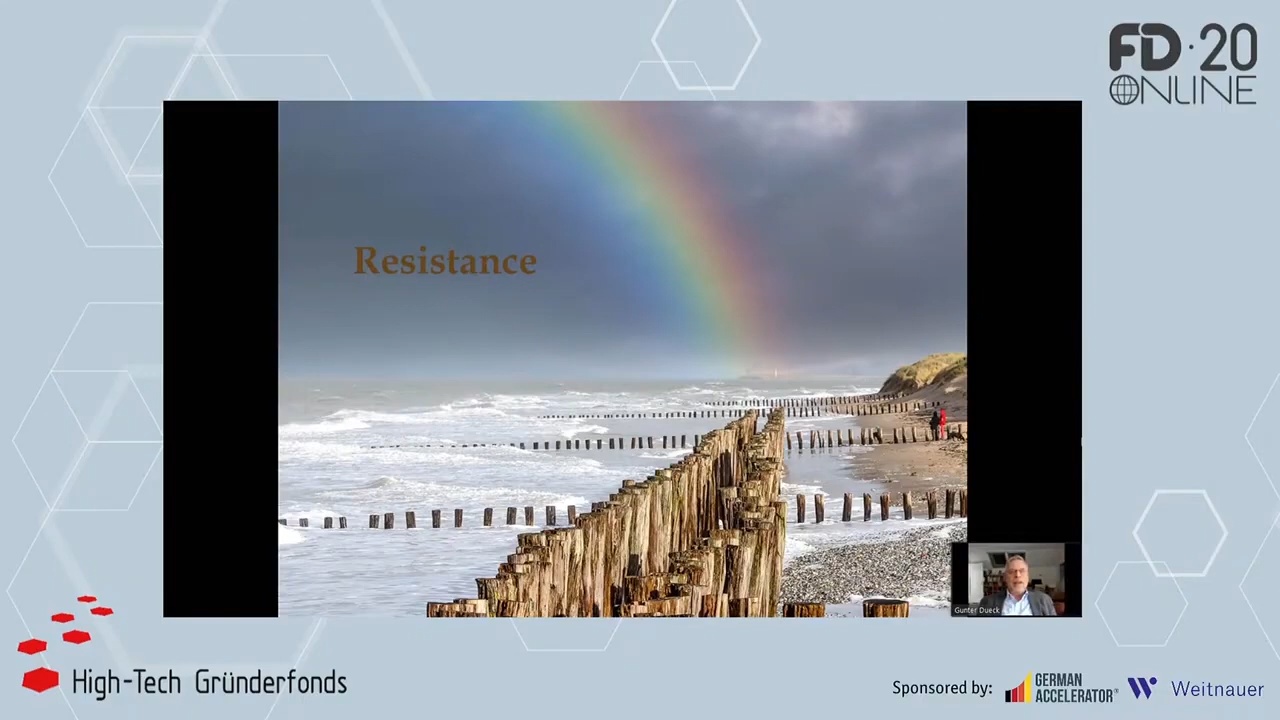 FD·20
ONLINE
Resistance
Gunter Dueck
High-Tech Gründerfonds
Sponsored by:
GERMAN
ACCELERATOR®
Weitnauer